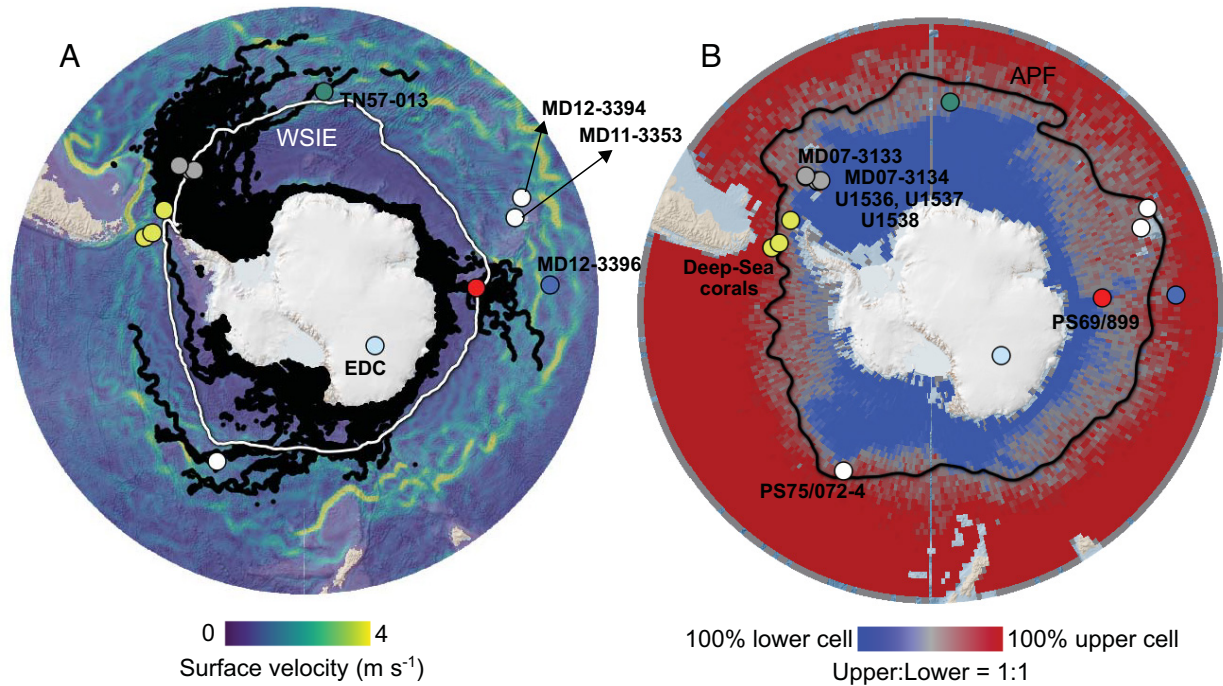 A
TN57-013
WSIE
MD12-3394
MD11-3353
MD12-3396
EDC
0
4
Surface velocity (m s⁻¹)
B
APF
MD07-3133
MD07-3134
U1536, U1537
U1538
Deep-Sea
corals
PS69/899
PS75/072-4
100% lower cell
100% upper cell
Upper:Lower = 1:1